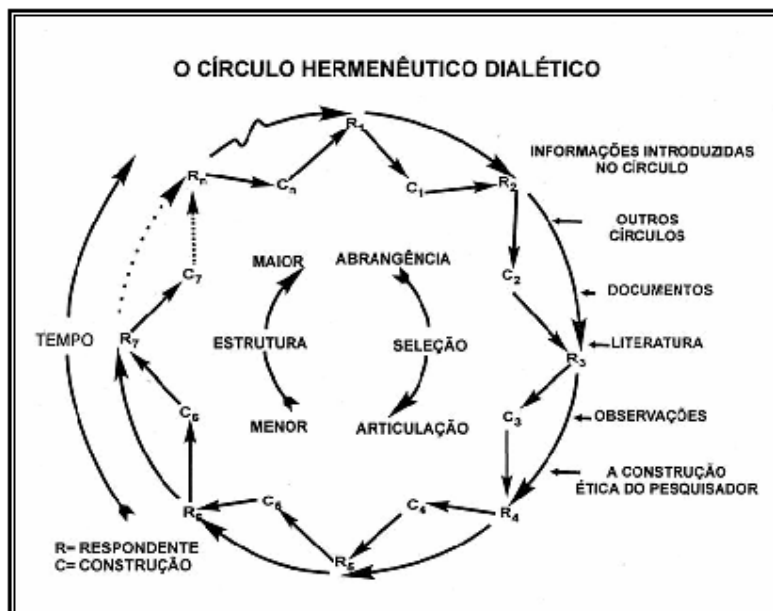 O CÍRCULO HERMENÊUTICO DIALÉTICO
R₁
INFORMAÇÕES INTRODUZIDAS
NO CÍRCULO
Rₙ
Cₙ
C₁
R₂
OUTROS
CÍRCULOS
MAIOR
ABRANGÊNCIA
C₇
C₂
DOCUMENTOS
TEMPO
R₇
ESTRUTURA
SELEÇÃO
R₃
LITERATURA
C₆
MENOR
ARTICULAÇÃO
C₃
OBSERVAÇÕES
A CONSTRUÇÃO
ÉTICA DO PESQUISADOR
R₆
C₅
C₄
R₄
R₅
R= RESPONDENTE
C= CONSTRUÇÃO